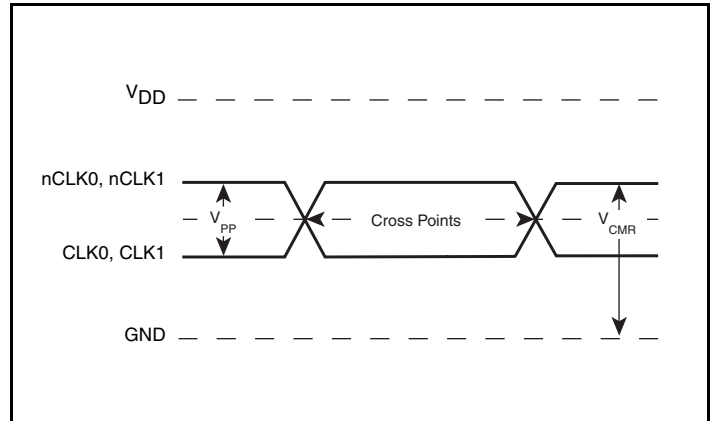 VDD
nCLK0, nCLK1
VPP
Cross Points
VCMR
CLK0, CLK1
GND